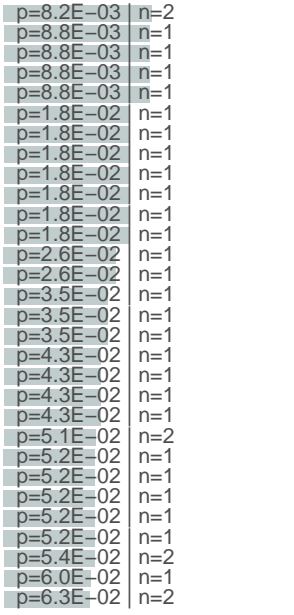 p=8.2E−03 | n=2
p=8.8E−03 | n=1
p=8.8E−03 | n=1
p=8.8E−03 | n=1
p=8.8E−03 | n=1
p=1.8E−02 | n=1
p=1.8E−02 | n=1
p=1.8E−02 | n=1
p=1.8E−02 | n=1
p=1.8E−02 | n=1
p=1.8E−02 | n=1
p=1.8E−02 | n=1
p=2.6E−02 | n=1
p=2.6E−02 | n=1
p=3.5E−02 | n=1
p=3.5E−02 | n=1
p=3.5E−02 | n=1
p=4.3E−02 | n=1
p=4.3E−02 | n=1
p=4.3E−02 | n=1
p=4.3E−02 | n=1
p=5.1E−02 | n=2
p=5.2E−02 | n=1
p=5.2E−02 | n=1
p=5.2E−02 | n=1
p=5.2E−02 | n=1
p=5.2E−02 | n=1
p=5.4E−02 | n=2
p=6.0E−02 | n=1
p=6.3E−02 | n=2